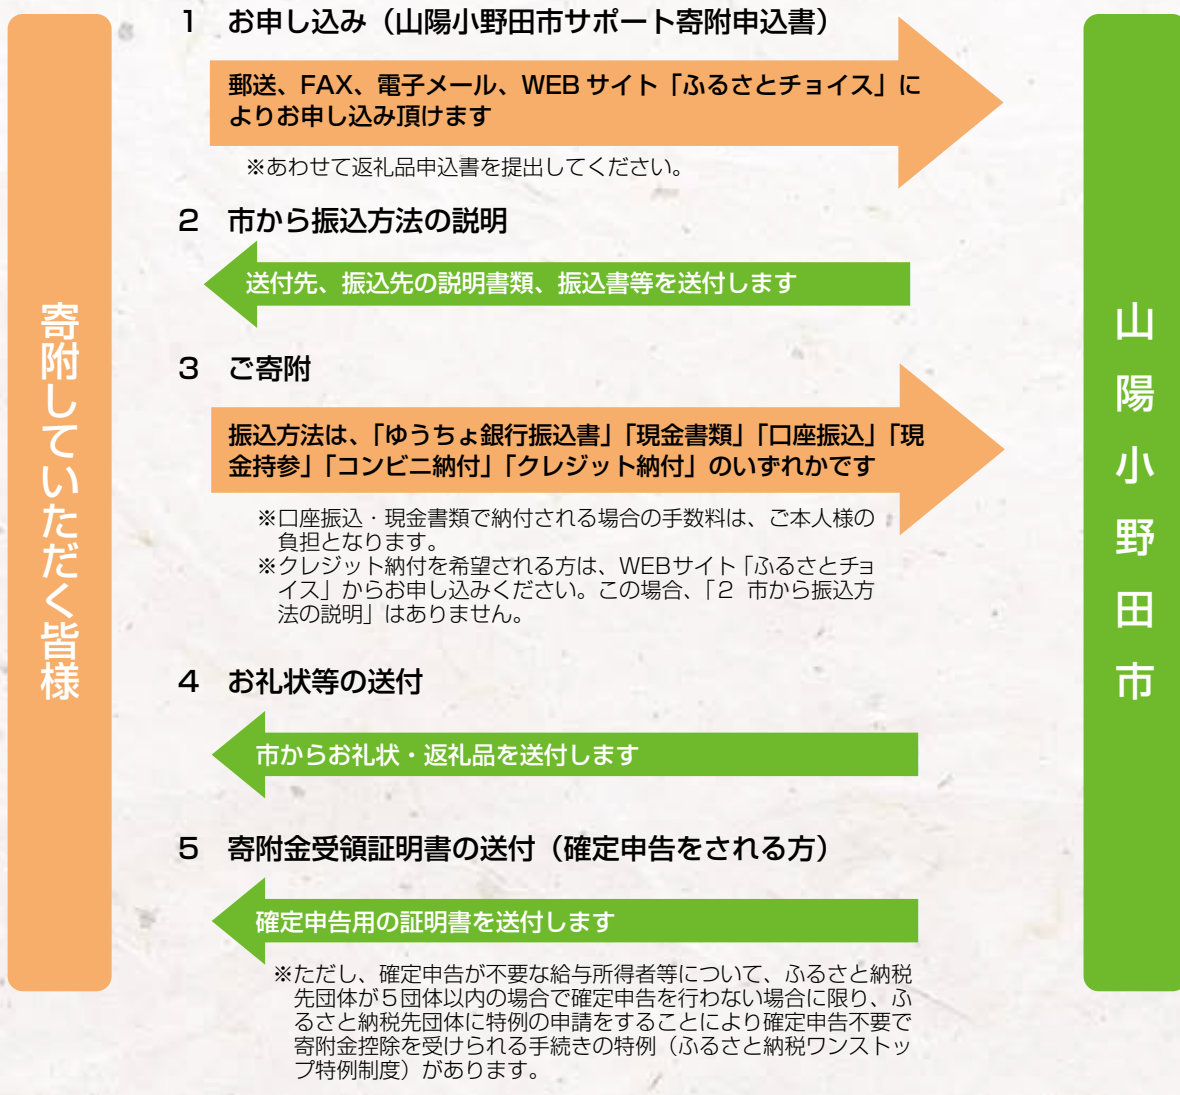 寄附していただく皆様
1 お申し込み（山陽小野田市サポート寄附申込書）
郵送、FAX、電子メール、WEB サイト「ふるさとチョイス」に
よりお申し込み頂けます
※あわせて返礼品申込書を提出してください。
2 市から振込方法の説明
送付先、振込先の説明書類、振込書等を送付します
3 ご寄附
振込方法は、「ゆうちょ銀行振込書」「現金書類」「口座振込」「現
金持参」「コンビニ納付」「クレジット納付」のいずれかです
※口座振込・現金書類で納付される場合の手数料は、ご本人様の
負担となります。
※クレジット納付を希望される方は、WEBサイト「ふるさとチョ
イス」からお申し込みください。この場合、「2 市から振込方
法の説明」はありません。
4 お礼状等の送付
市からお礼状・返礼品を送付します
5 寄附金受領証明書の送付（確定申告をされる方）
確定申告用の証明書を送付します
※ただし、確定申告が不要な給与所得者等について、ふるさと納税
先団体が5団体以内の場合で確定申告を行わない場合に限り、ふ
るさと納税先団体に特例の申請をすることにより確定申告不要で
寄附金控除を受けられる手続きの特例（ふるさと納税ワンストッ
プ特例制度）があります。
山陽小野田市